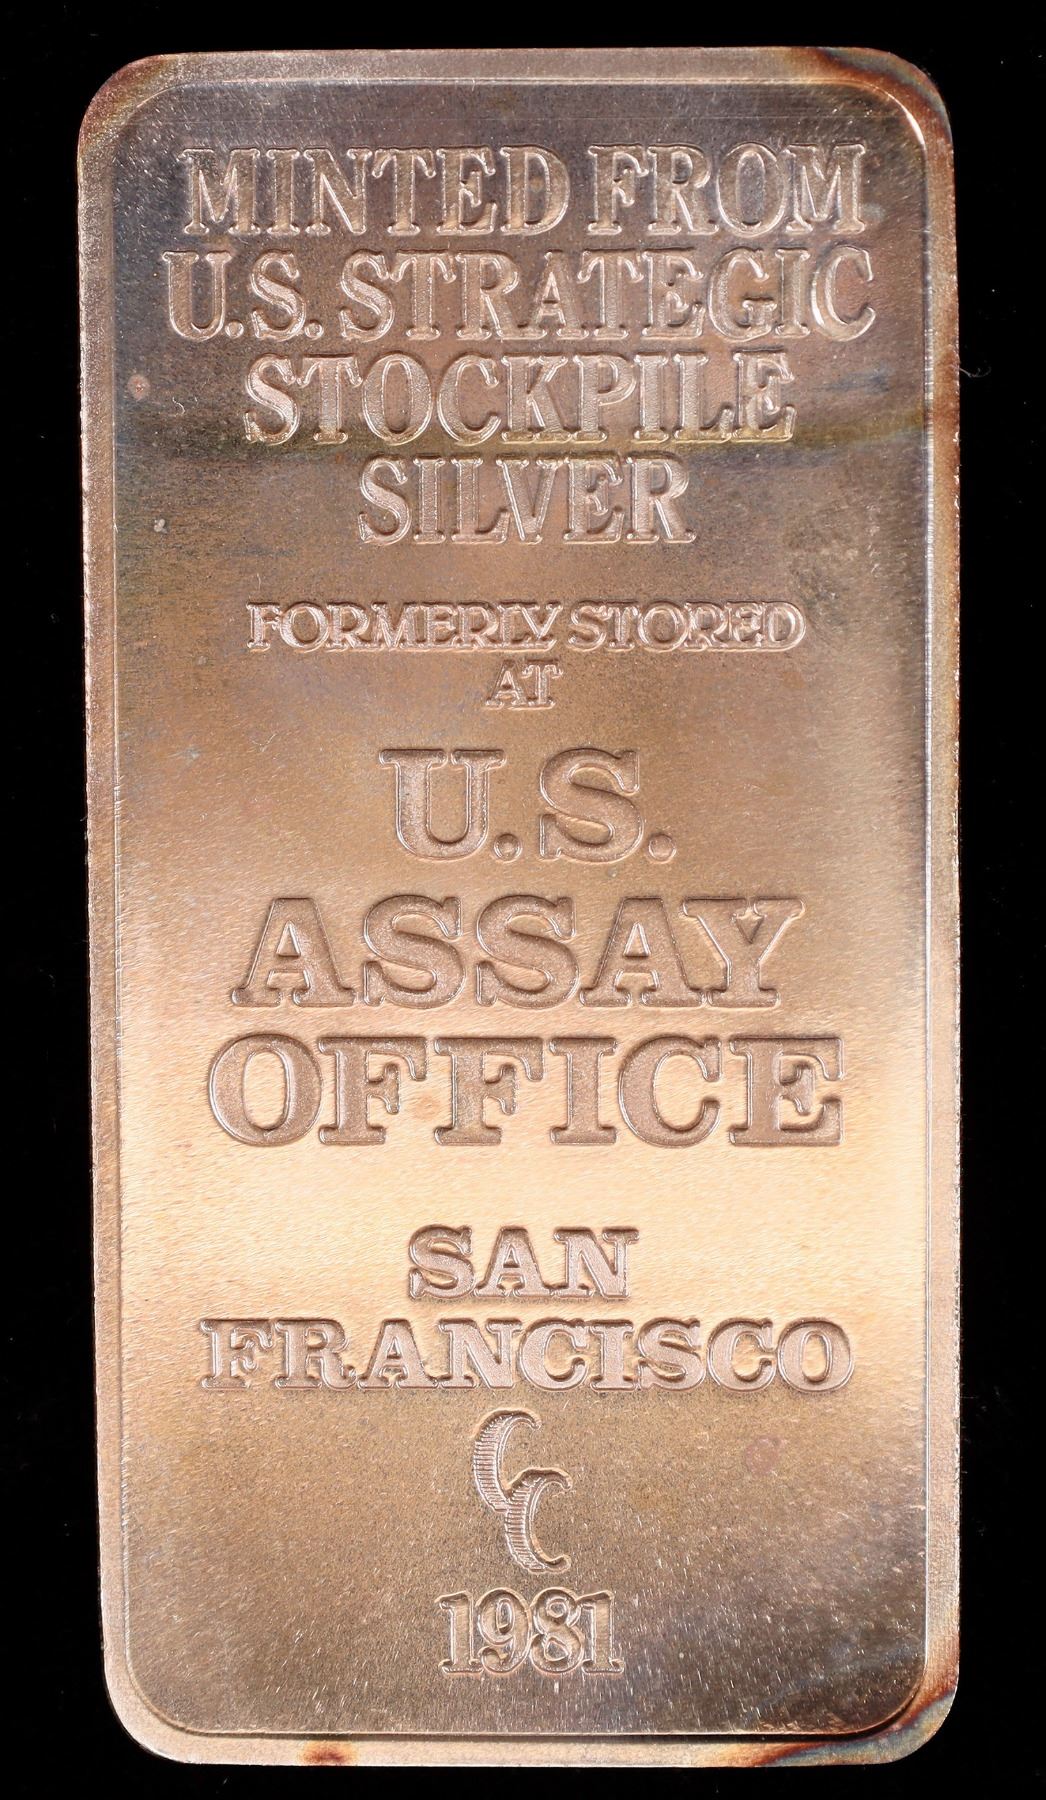 MINTED FROM
U.S. STRATEGIC
STOCKPILE
SILVER
FORMERLY STORED
AT
U.S.
ASSAY
OFFICE
SAN
FRANCISCO
CC
1981